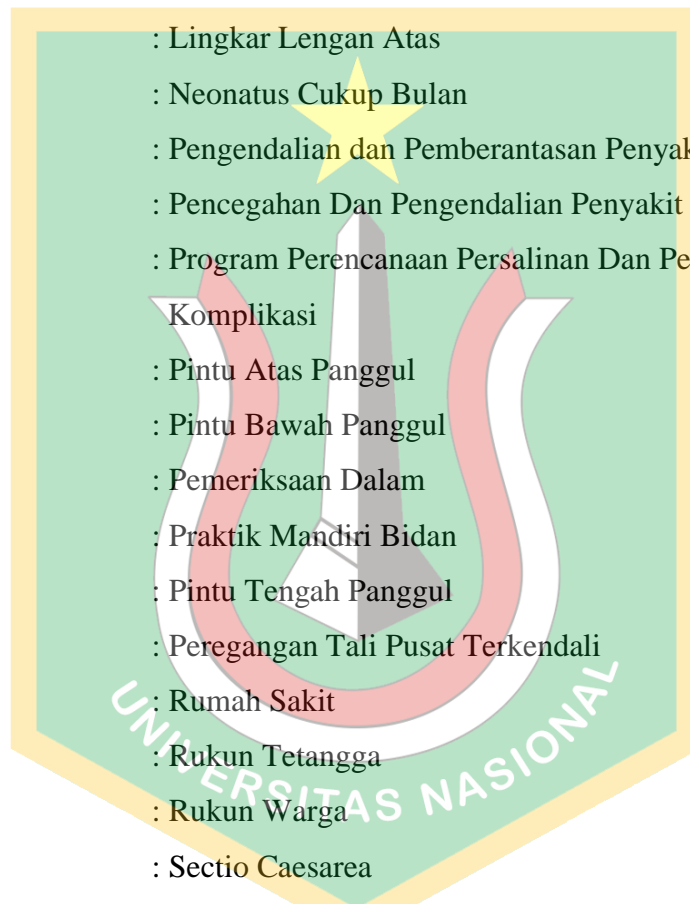 : Lingkar Lengan Atas
: Neonatus Cukup Bulan
: Pengendalian dan Pemberantasan
: Pencegahan Dan Pengendalian Penyakit
: Program Perencanaan Persalinan Dan
Komplikasi
: Pintu Atas Panggul
: Pintu Bawah Panggul
: Pemeriksaan Dalam
: Praktik Mandiri Bidan
: Pintu Tengah Panggul
: Peregangan Tali Pusat Terkendali
: Rumah Sakit
: Rukun Tetangga
: Rukun Warga
: Sectio Caesarea
UNIVERSITAS NASIONAL